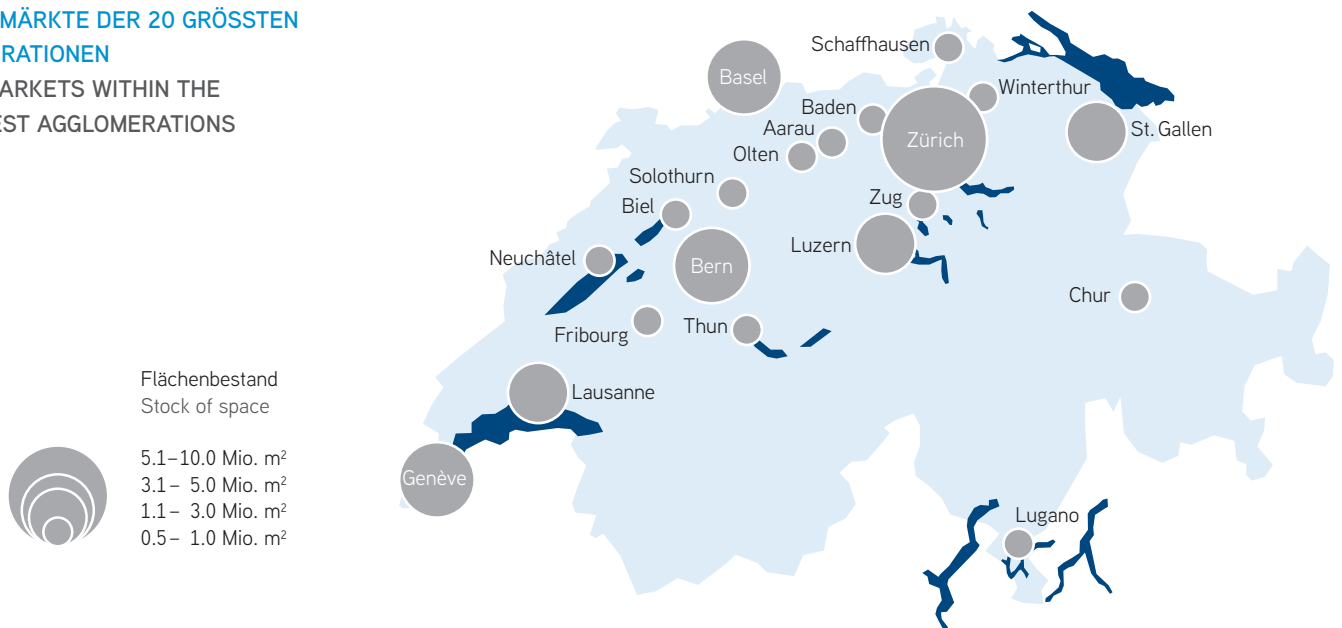 MÄRKTE DER 20 GRÖSSTEN
RATIONEN
ARKETS WITHIN THE
EST AGGLOMERATIONS
Schaffhausen
Basel
Winterthur
Baden
Aarau
Zürich
St. Gallen
Olten
Solothurn
Zug
Biel
Luzern
Neuchâtel
Bern
Chur
Thun
Fribourg
Flächenbestand
Stock of space
Lausanne
5.1–10.0 Mio. m²
3.1– 5.0 Mio. m²
1.1– 3.0 Mio. m²
0.5– 1.0 Mio. m²
Genève
Lugano